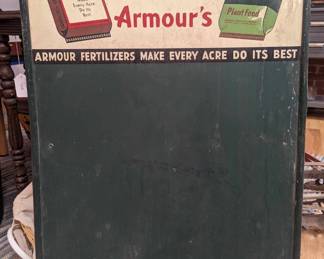 Every Acre
Do Its
Best
Armour's
Plant Food
ARMOUR FERTILIZERS MAKE EVERY ACRE DO ITS BEST